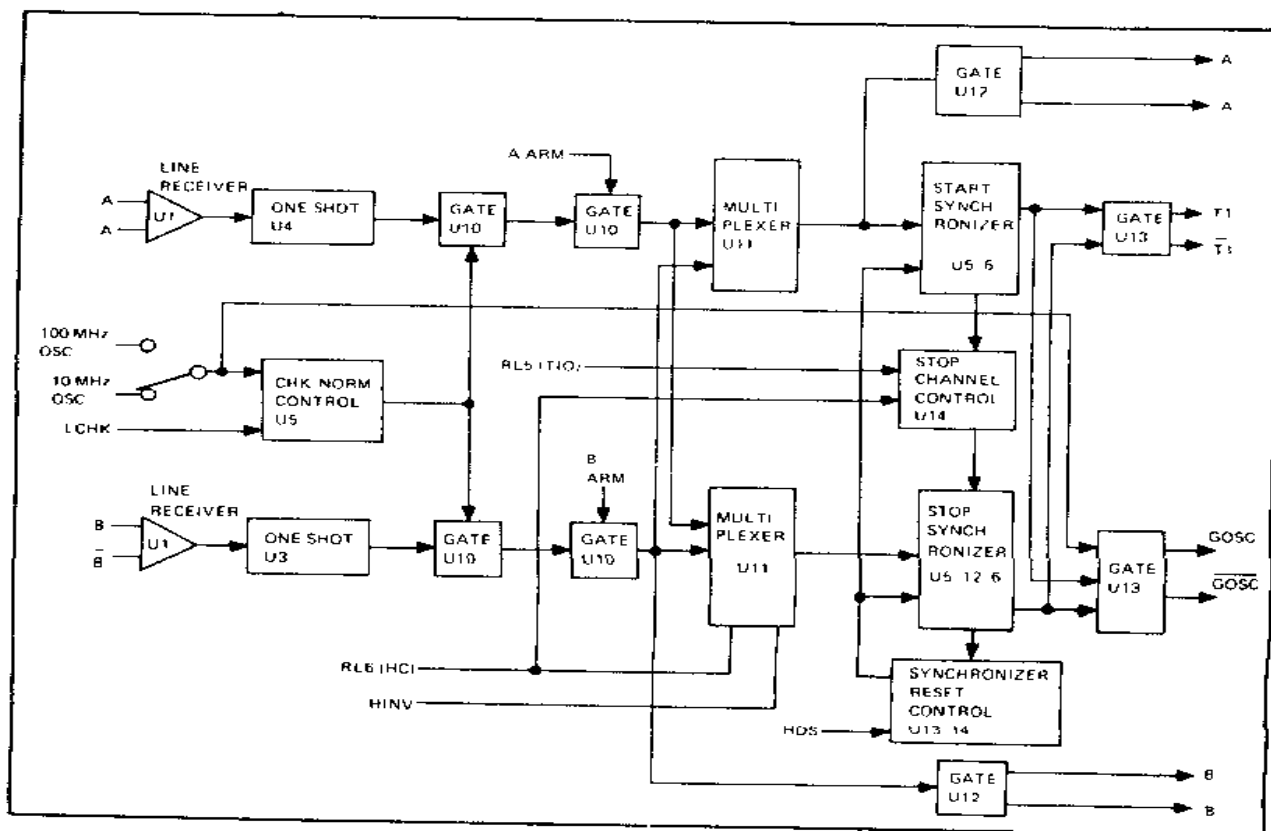 GATE
U12
A
A
A ARM
LINE
RECEIVER
A
A
U1
ONE SHOT
U4
GATE
U10
GATE
U10
MULTI
PLEXER
U11
START
SYNCH
RONIZER
U5 6
GATE
U13
T1
T1
100 MHz
OSC
10 MHz
OSC
LCHK
CHK NORM
CONTROL
U5
STOP
CHANNEL
CONTROL
U14
B
ARM
LINE
RECEIVER
B
B
U1
ONE SHOT
U3
GATE
U10
GATE
U10
MULTI
PLEXER
U11
STOP
SYNCH
RONIZER
U5 12 6
GATE
U13
GOSC
GOSC
HINV
SYNCHRONIZER
RESET
CONTROL
U13 14
HDS
GATE
U12
B
B